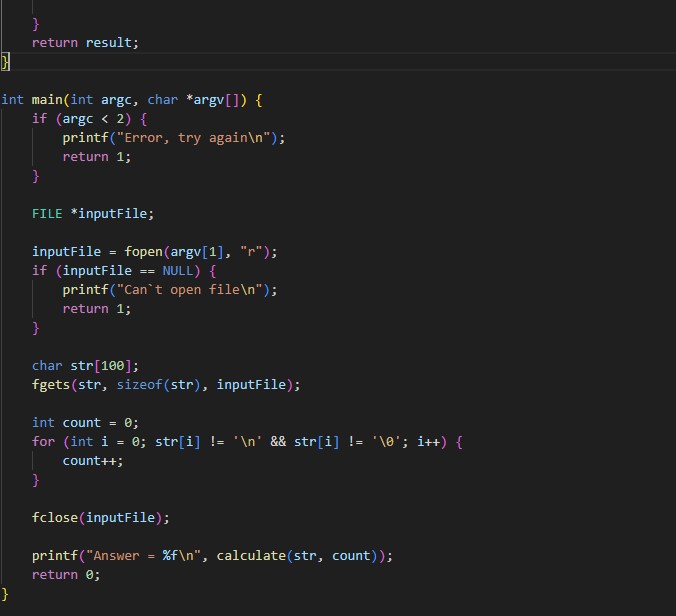 }
return result;
}
int main(int argc, char *argv[]) {
if (argc < 2) {
printf("Error, try again\n");
return 1;
}
FILE *inputFile;
inputFile = fopen(argv[1], "r");
if (inputFile == NULL) {
printf("Can`t open file\n");
return 1;
}
char str[100];
fgets(str, sizeof(str), inputFile);
int count = 0;
for (int i = 0; str[i] != '\n' && str[i] != '\0'; i++) {
count++;
}
fclose(inputFile);
printf("Answer = %f\n", calculate(str, count));
return 0;
}